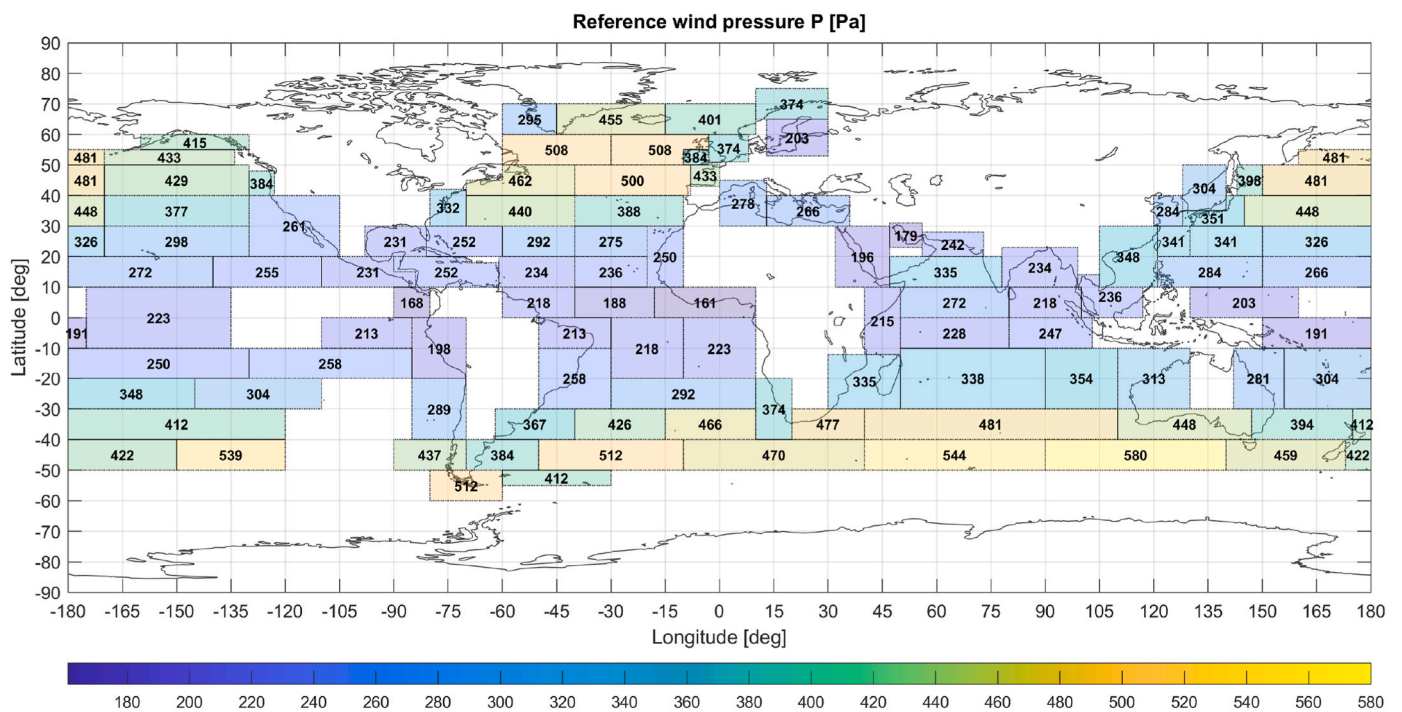 Reference wind pressure P [Pa]
90
80
70
374
295 455 401
60
415 203
508 508 374
481 433 384
50
481 429 384 462 500 433 304 398 481 481
40
448 377 332 440 388 278 266 284 351 448
30
326 298 261 231 252 292 275 250 179 242 196 348 341 341 326
20
272 255 231 252 234 236 335 234 284 266
10
223 168 218 188 161 272 218 236 203
0
191 213 198 213 218 223 215 228 247 191
-10
250 258 258 335 338 354 313 281 304
-20
348 304 289 292
-30
412 367 426 466 374 477 481 448 394 412
-40
422 539 437 384 512 470 544 580 459 422
-50
512 412
-60
-70
-80
-90
Latitude [deg]
-180 -165 -150 -135 -120 -105 -90 -75 -60 -45 -30 -15 0 15 30 45 60 75 90 105 120 135 150 165 180
Longitude [deg]
180 200 220 240 260 280 300 320 340 360 380 400 420 440 460 480 500 520 540 560 580